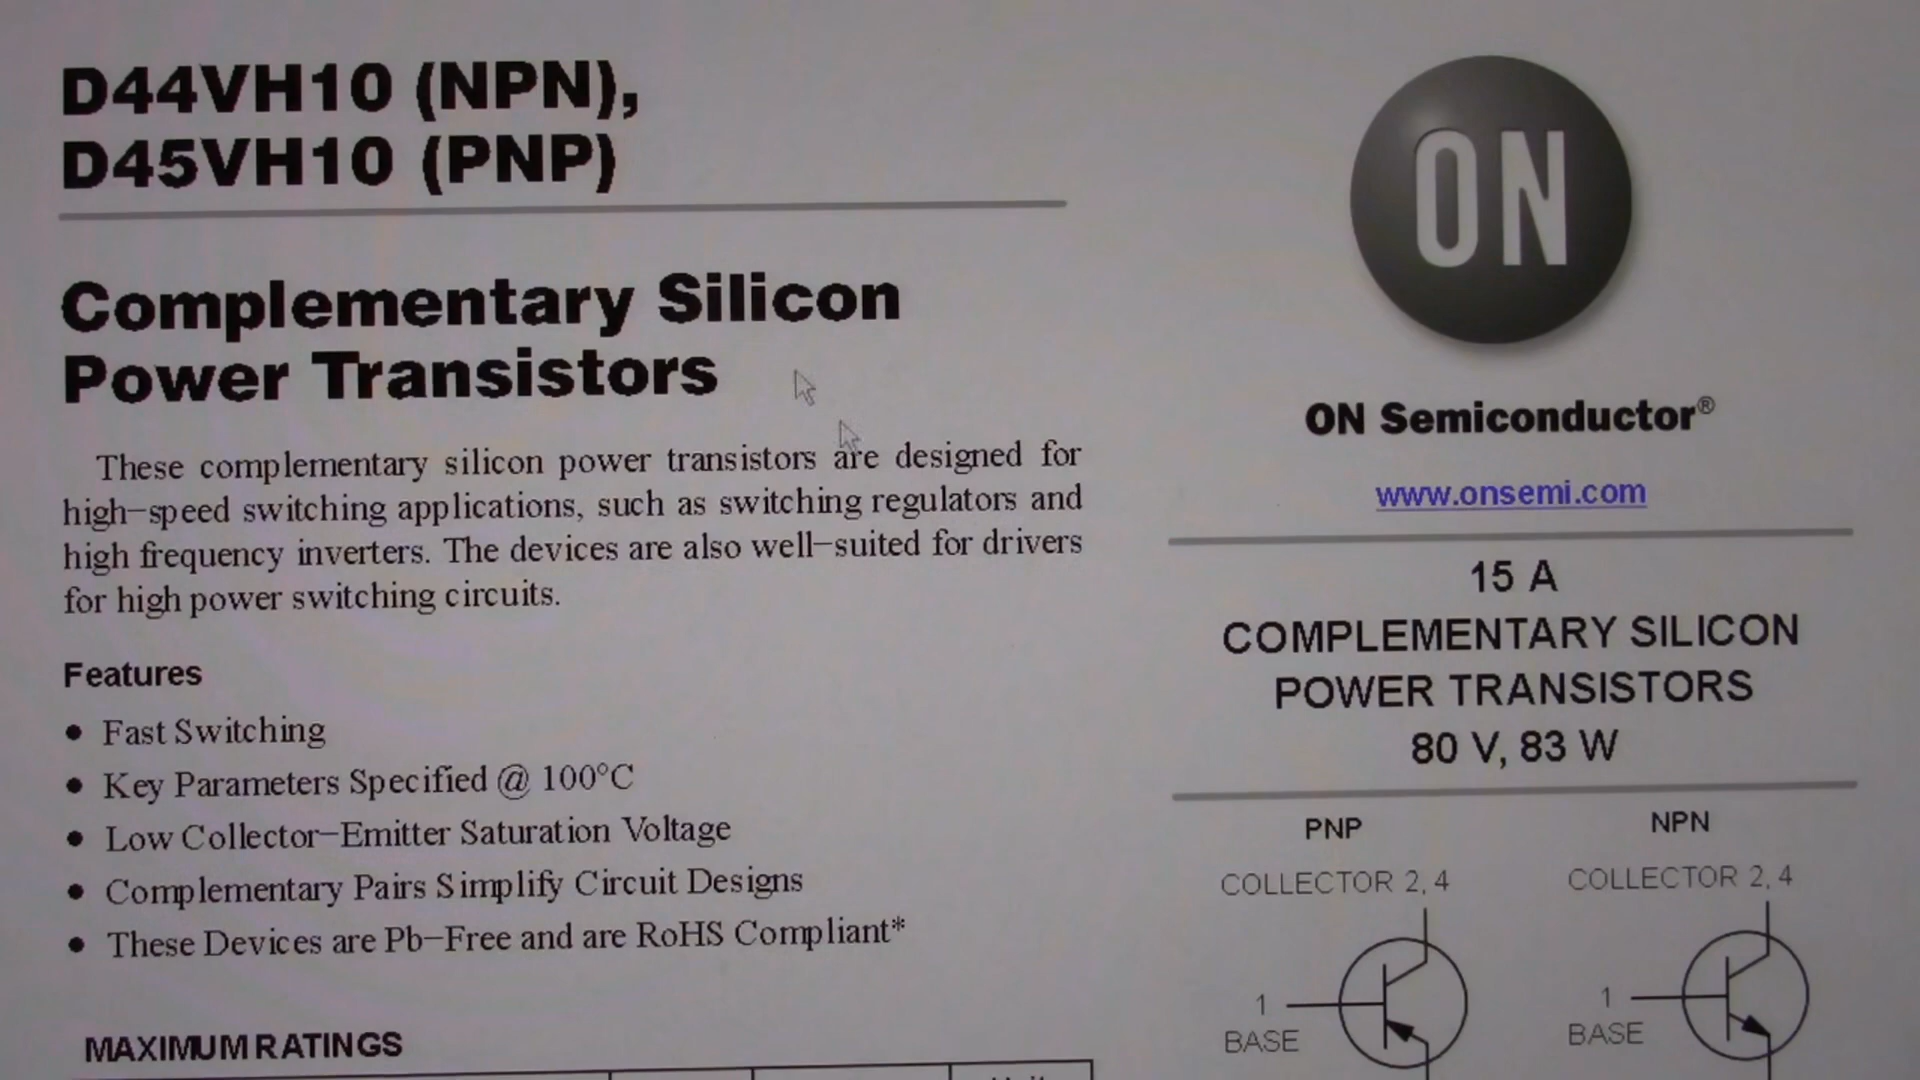 D44VH10 (NPN),
D45VH10 (PNP)
Complementary Silicon
Power Transistors
These complementary silicon power transistors are designed for
high−speed switching applications, such as switching regulators and
high frequency inverters. The devices are also well−suited for drivers
for high power switching circuits.
Features
• Fast Switching
• Key Parameters Specified @ 100°C
• Low Collector−Emitter Saturation Voltage
• Complementary Pairs Simplify Circuit Designs
• These Devices are Pb−Free and are RoHS Compliant*
MAXIMUM RATINGS
ON
ON Semiconductor®
www.onsemi.com
15 A
COMPLEMENTARY SILICON
POWER TRANSISTORS
80 V, 83 W
PNP
COLLECTOR 2, 4
1
BASE
NPN
COLLECTOR 2, 4
1
BASE